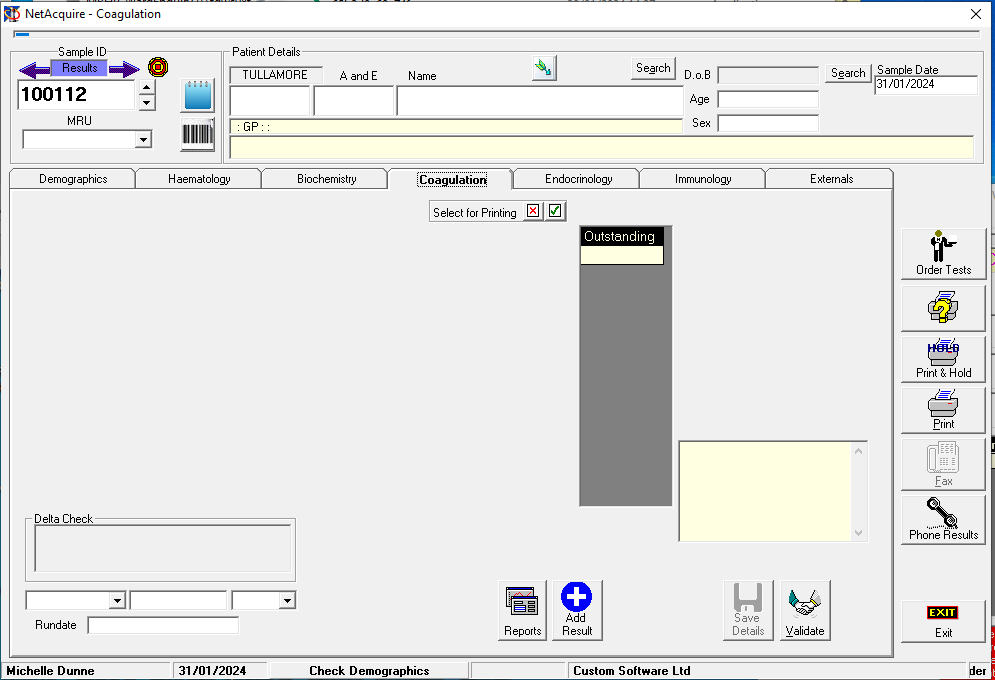 NetAcquire - Coagulation
Sample ID
Results
100112
MRU
Patient Details
TULLAMORE
A and E
Name
Search
D.o.B
Search
Sample Date
31/01/2024
Age
Sex
: GP : :
Demographics
Haematology
Biochemistry
Coagulation
Endocrinology
Immunology
Externals
Select for Printing
Outstanding
Order Tests
HOLD
Print & Hold
Print
Fax
Phone Results
Delta Check
Rundate
Reports
Add
Result
Save
Details
Validate
EXIT
Exit
Michelle Dunne
31/01/2024
Check Demographics
Custom Software Ltd
der